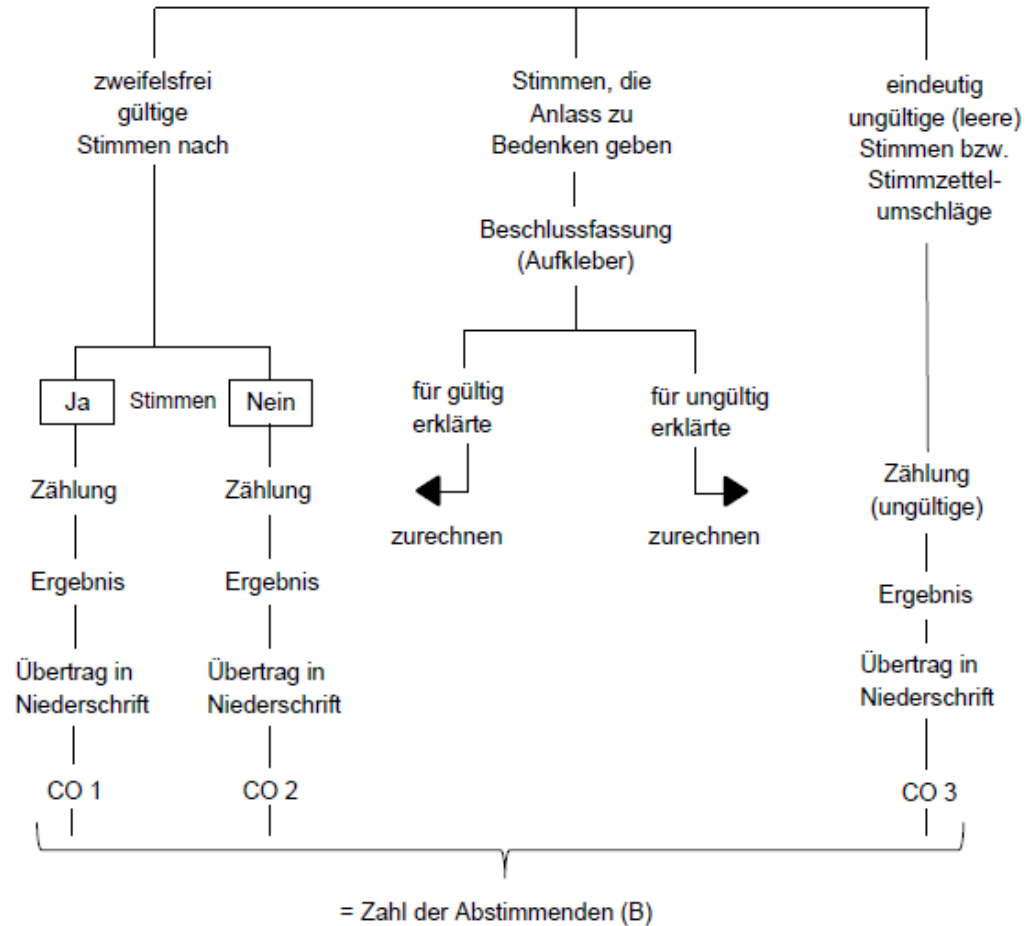 zweifelsfrei
gültige
Stimmen nach
Stimmen, die
Anlass zu
Bedenken geben
eindeutig
ungültige (leere)
Stimmen bzw.
Stimmzettel-
umschläge
Beschlussfassung
(Aufkleber)
Ja
Stimmen
Nein
für gültig
erklärte
für ungültig
erklärte
Zählung
Zählung
zurechnen
zurechnen
Zählung
(ungültige)
Ergebnis
Ergebnis
Ergebnis
Übertrag in
Niederschrift
Übertrag in
Niederschrift
Übertrag in
Niederschrift
CO 1
CO 2
CO 3
= Zahl der Abstimmenden (B)